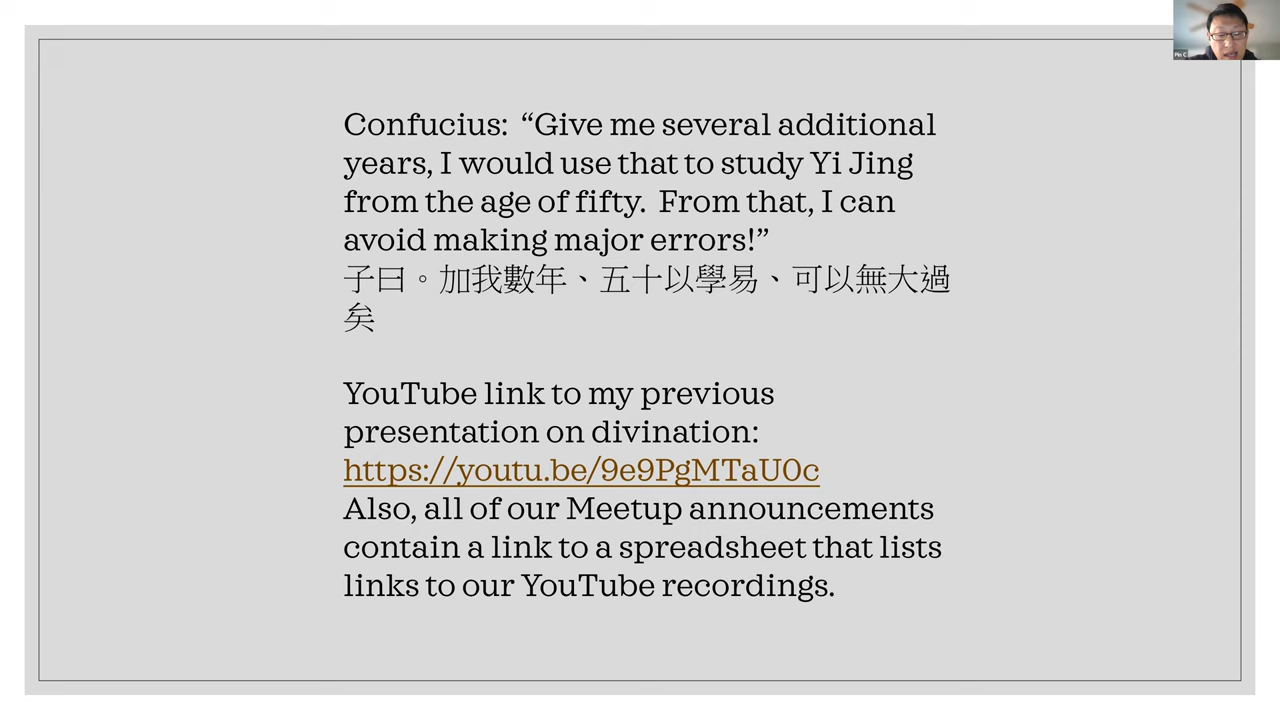 Confucius:  “Give me several additional
years, I would use that to study Yi Jing
from the age of fifty.  From that, I can
avoid making major errors!”
子曰。加我數年、五十以學易、可以無大過
矣
YouTube link to my previous
presentation on divination:
https://youtu.be/9e9PgMTaU0c
Also, all of our Meetup announcements
contain a link to a spreadsheet that lists
links to our YouTube recordings.
Pin C